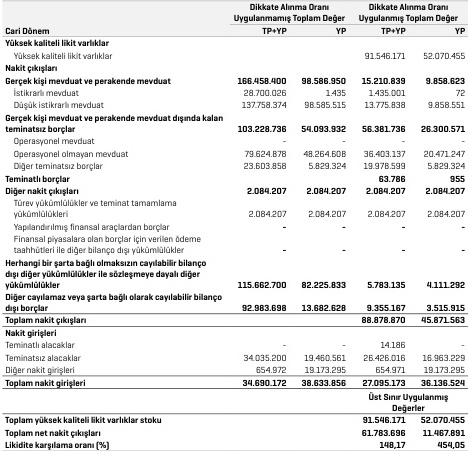 Dikkate Alınma Oranı Dikkate Alınma Oranı
Uygulanmamış Toplam Değer Uygulanmış Toplam Değer
Cari Dönem TP+YP YP TP+YP YP
Yüksek kaliteli likit varlıklar
Yüksek kaliteli likit varlıklar 91.546.171 52.070.455
Nakit çıkışları
Gerçek kişi mevduat ve perakende mevduat 166.458.400 98.586.950 15.210.839 9.858.623
İstikrarlı mevduat 28.700.026 1.435 1.435.001 72
Düşük istikrarlı mevduat 137.758.374 98.585.515 13.775.838 9.858.551
Gerçek kişi mevduat ve perakende mevduat dışında kalan
teminatsız borçlar 103.228.736 54.093.932 56.381.736 26.300.571
Operasyonel mevduat - - - -
Operasyonel olmayan mevduat 79.624.878 48.264.608 36.403.137 20.471.247
Diğer teminatsız borçlar 23.603.858 5.829.324 19.978.599 5.829.324
Teminatlı borçlar 63.786 955
Diğer nakit çıkışları 2.084.207 2.084.207 2.084.207 2.084.207
Türev yükümlülükler ve teminat tamamlama
yükümlülükleri 2.084.207 2.084.207 2.084.207 2.084.207
Yapılandırılmış finansal araçlardan borçlar - - - -
Finansal piyasalara olan borçlar için verilen ödeme
taahhütleri ile diğer bilanço dışı yükümlülükler - - - -
Herhangi bir şarta bağlı olmaksızın cayılabilir bilanço
dışı diğer yükümlülükler ile sözleşmeye dayalı diğer
yükümlülükler 115.662.700 82.225.833 5.783.135 4.111.292
Diğer cayılamaz veya şarta bağlı olarak cayılabilir bilanço
dışı borçlar 92.983.698 13.682.628 9.355.167 3.515.915
Toplam nakit çıkışları 88.878.870 45.871.563
Nakit girişleri
Teminatlı alacaklar - - 14.186 -
Teminatsız alacaklar 34.035.200 19.460.561 26.426.016 16.963.229
Diğer nakit girişleri 654.972 19.173.295 654.971 19.173.295
Toplam nakit girişleri 34.690.172 38.633.856 27.095.173 36.136.524
Üst Sınır Uygulanmış
Değerler
Toplam yüksek kaliteli likit varlıklar stoku 91.546.171 52.070.455
Toplam net nakit çıkışları 61.783.696 11.467.891
Likidite karşılama oranı (%) 148,17 454,05